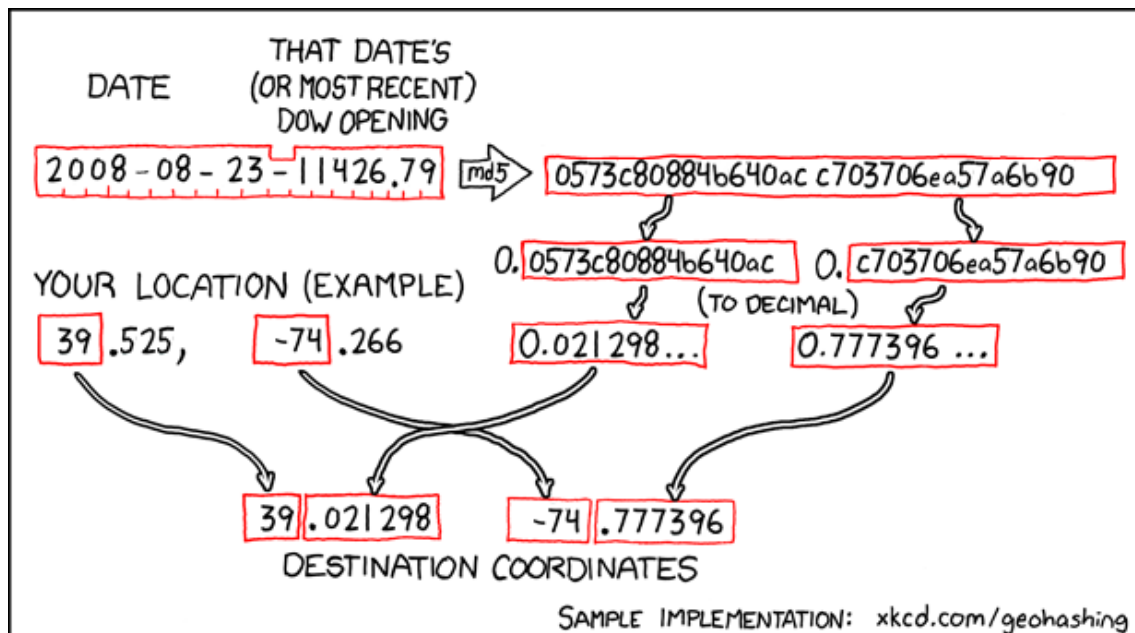 DATE
THAT DATE'S
(OR MOST RECENT)
DOW OPENING
2008-08-23-11426.79
md5
0573c80884b640ac c703706ea57a6b90
0.0573c80884b640ac
0.c703706ea57a6b90
YOUR LOCATION (EXAMPLE)
(TO DECIMAL)
39.525,
-74.266
0.021298...
0.777396...
39.021298
-74.777396
DESTINATION COORDINATES
SAMPLE IMPLEMENTATION: xkcd.com/geohashing